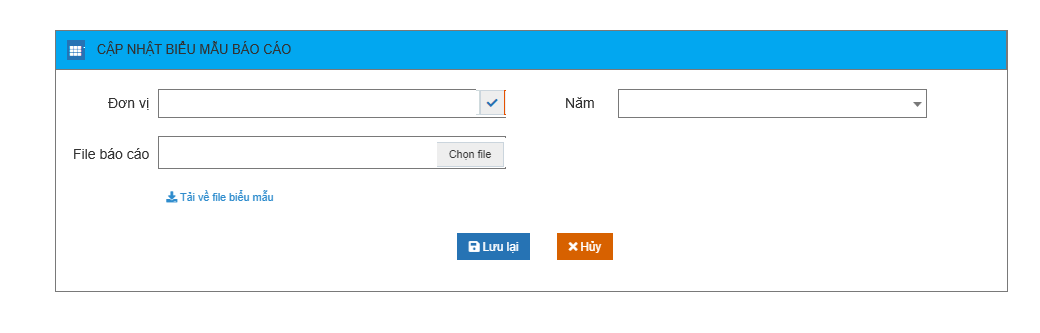 CẬP NHẬT BIỂU MẪU BÁO CÁO
Đơn vị
Năm
File báo cáo
Chọn file
Tải về file biểu mẫu
Lưu lại
Hủy